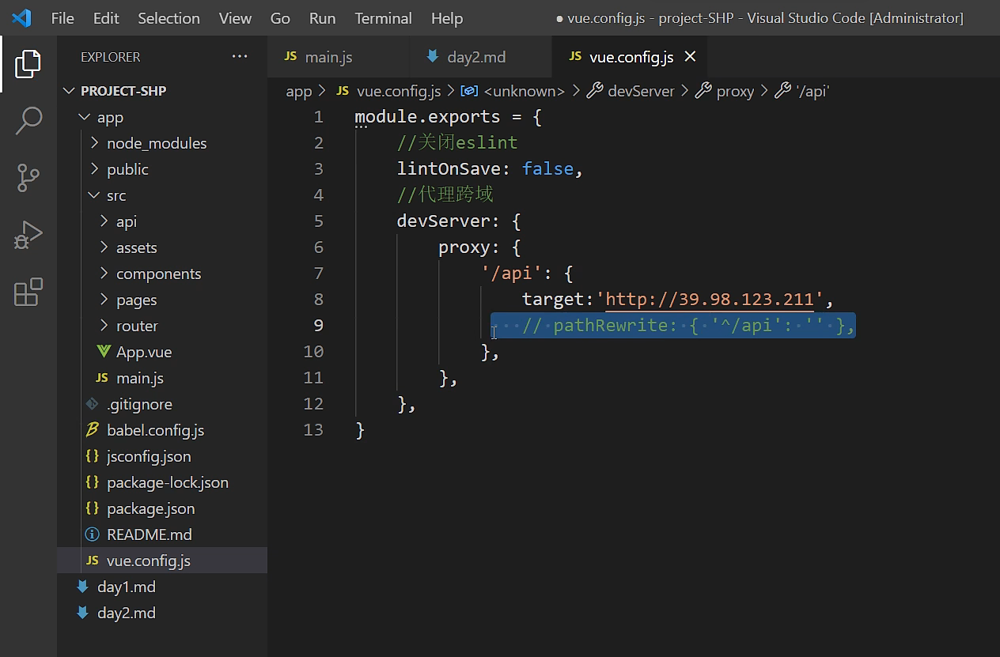 File Edit Selection View Go Run Terminal Help ● vue.config.js - project-SHP - Visual Studio Code [Administrator]
EXPLORER ···
JS main.js day2.md JS vue.config.js ×
PROJECT-SHP
app > JS vue.config.js > <unknown> > devServer > proxy > '/api'
app
node_modules
public
src
api
assets
components
pages
router
App.vue
JS main.js
.gitignore
babel.config.js
{} jsconfig.json
{} package-lock.json
{} package.json
README.md
JS vue.config.js
day1.md
day2.md
1 module.exports = {
2 //关闭eslint
3 lintOnSave: false,
4 //代理跨域
5 devServer: {
6 proxy: {
7 '/api': {
8 target:'http://39.98.123.211',
9 // pathRewrite: { '^/api': '' },
10 },
11 },
12 },
13 }